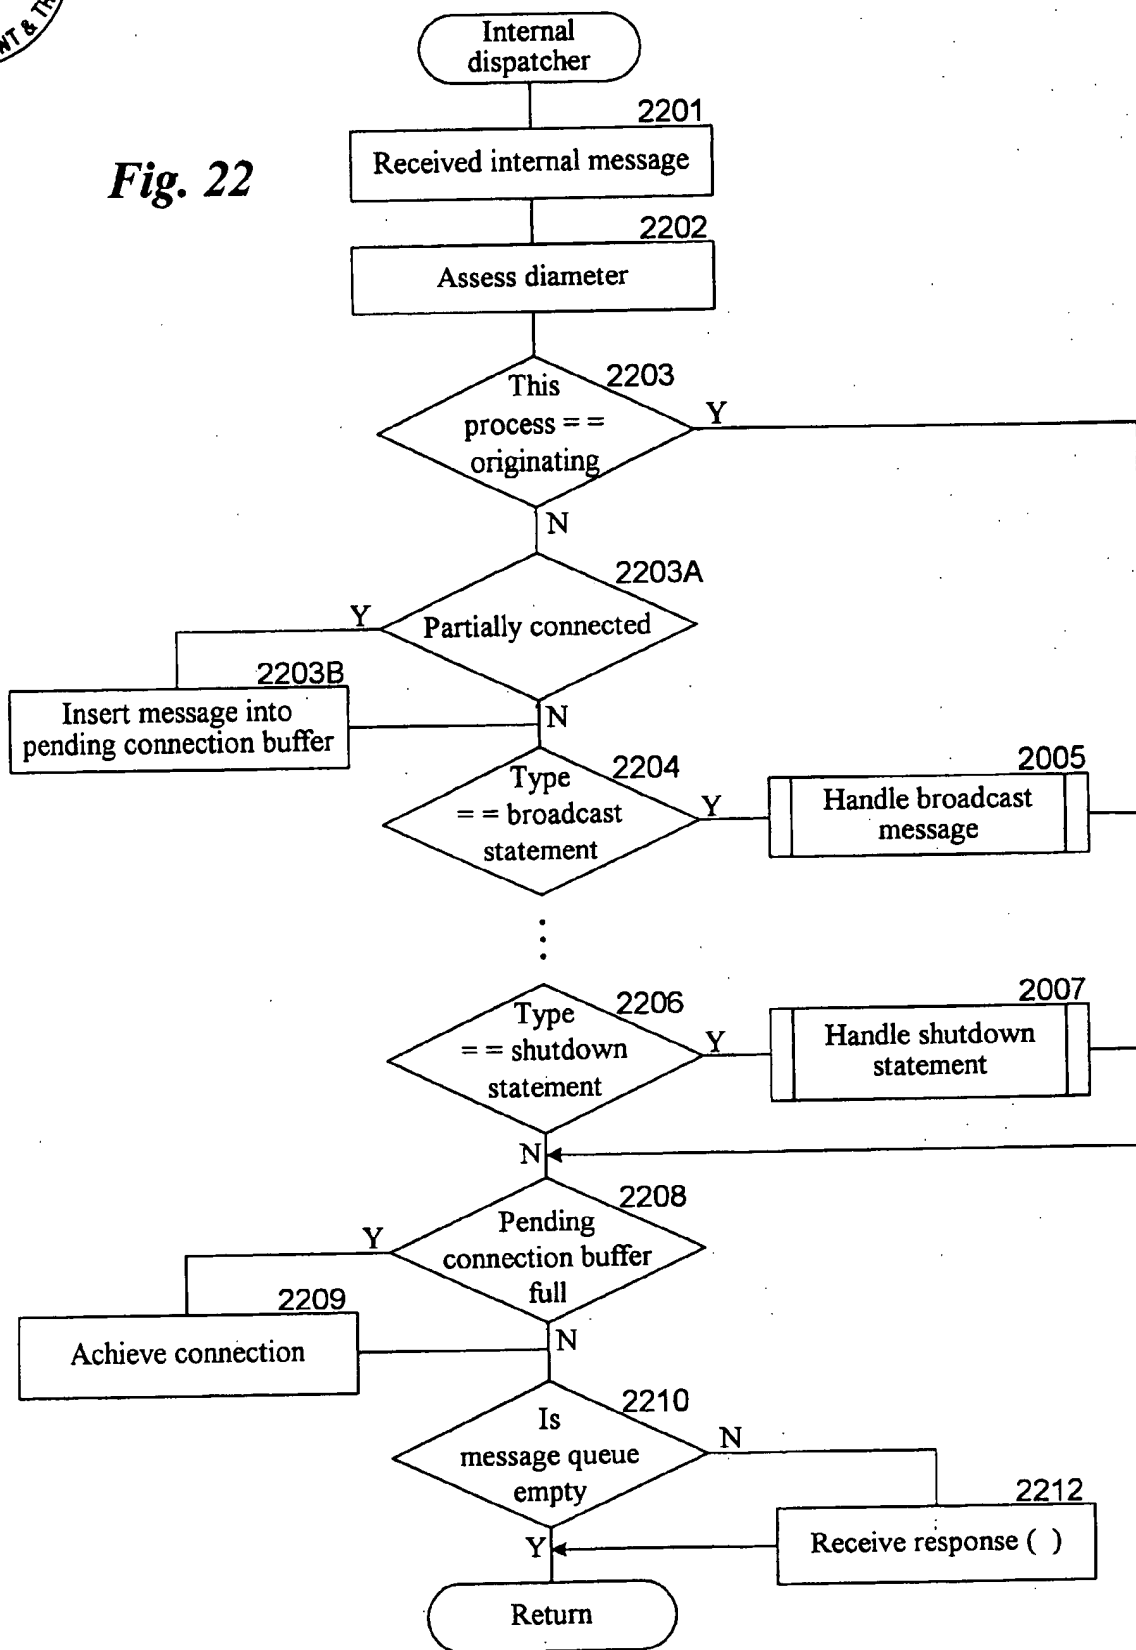 NT & TR
Internal
dispatcher
2201
Fig. 22
Received internal message
2202
Assess diameter
2203
This
process = =
originating
Y
N
2203A
Partially connected
Y
2203B
Insert message into
pending connection buffer
N
2204
Type
= = broadcast
statement
Y
2005
Handle broadcast
message
2206
Type
= = shutdown
statement
Y
2007
Handle shutdown
statement
N
2208
Pending
connection buffer
full
Y
2209
Achieve connection
N
2210
Is
message queue
empty
N
2212
Receive response ( )
Y
Return